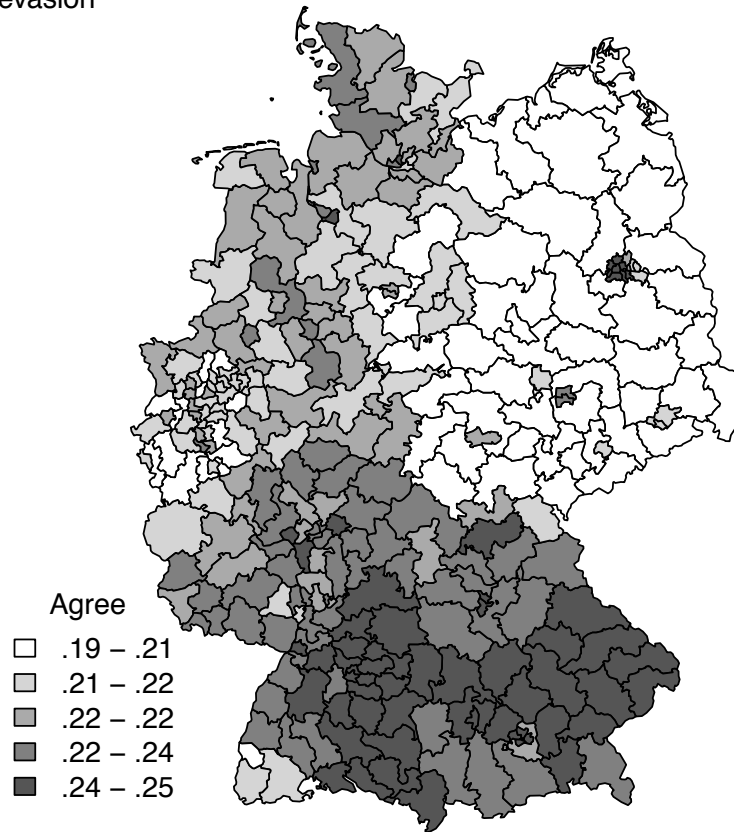 evasion
Agree
.19 – .21
.21 – .22
.22 – .22
.22 – .24
.24 – .25